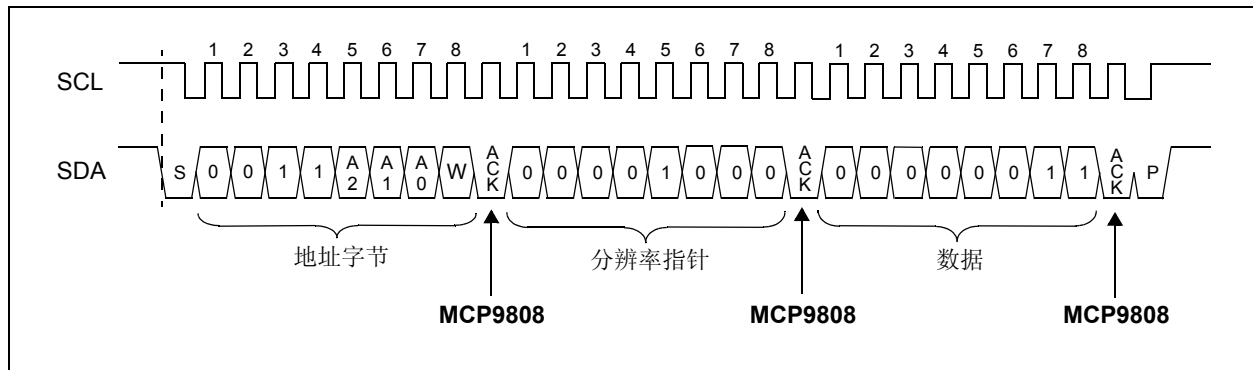 1 2 3 4 5 6 7 8 1 2 3 4 5 6 7 8 1 2 3 4 5 6 7 8
SCL
SDA S 0 0 1 1 A2 A1 A0 W ACK 0 0 0 0 1 0 0 0 ACK 0 0 0 0 0 0 1 1 ACK P
地址字节 分辨率指针 数据
MCP9808 MCP9808 MCP9808